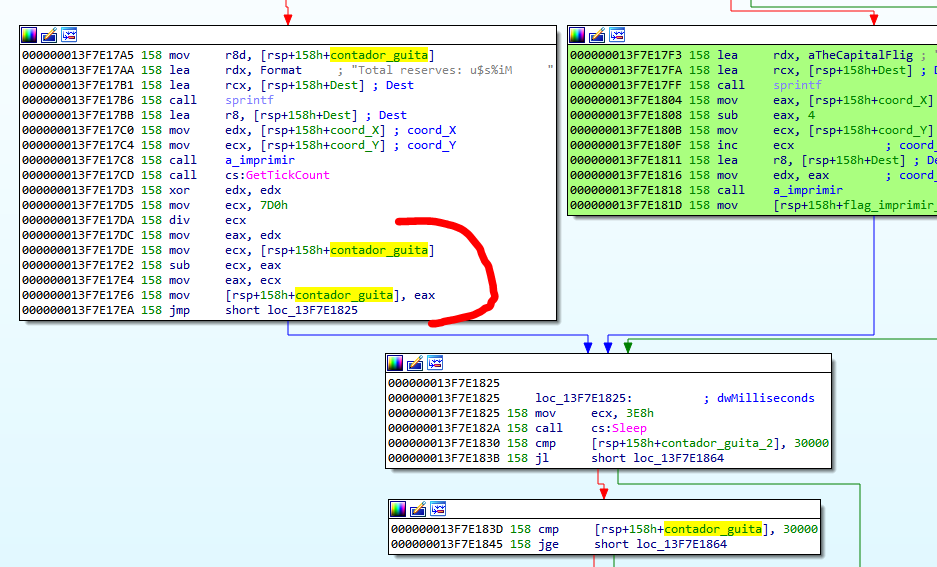 000000013F7E17A5 158 mov r8d, [rsp+158h+contador_guita]
000000013F7E17AA 158 lea rdx, Format ; "Total reserves: u$s%iM "
000000013F7E17B1 158 lea rcx, [rsp+158h+Dest] ; Dest
000000013F7E17B6 158 call sprintf
000000013F7E17BB 158 lea r8, [rsp+158h+Dest] ; Dest
000000013F7E17C0 158 mov edx, [rsp+158h+coord_X] ; coord_X
000000013F7E17C4 158 mov ecx, [rsp+158h+coord_Y] ; coord_Y
000000013F7E17C8 158 call a_imprimir
000000013F7E17CD 158 call cs:GetTickCount
000000013F7E17D3 158 xor edx, edx
000000013F7E17D5 158 mov ecx, 7D0h
000000013F7E17DA 158 div ecx
000000013F7E17DC 158 mov eax, edx
000000013F7E17DE 158 mov ecx, [rsp+158h+contador_guita]
000000013F7E17E2 158 sub ecx, eax
000000013F7E17E4 158 mov eax, ecx
000000013F7E17E6 158 mov [rsp+158h+contador_guita], eax
000000013F7E17EA 158 jmp short loc_13F7E1825
000000013F7E17F3 158 lea rdx, aTheCapitalFlig ; "
000000013F7E17FA 158 lea rcx, [rsp+158h+Dest] ; D
000000013F7E17FF 158 call sprintf
000000013F7E1804 158 mov eax, [rsp+158h+coord_X]
000000013F7E1808 158 sub eax, 4
000000013F7E180B 158 mov ecx, [rsp+158h+coord_Y]
000000013F7E180F 158 inc ecx ; coord_
000000013F7E1811 158 lea r8, [rsp+158h+Dest] ; De
000000013F7E1816 158 mov edx, eax ; coord_
000000013F7E1818 158 call a_imprimir
000000013F7E181D 158 mov [rsp+158h+flag_imprimir_
000000013F7E1825
000000013F7E1825 loc_13F7E1825: ; dwMilliseconds
000000013F7E1825 158 mov ecx, 3E8h
000000013F7E182A 158 call cs:Sleep
000000013F7E1830 158 cmp [rsp+158h+contador_guita_2], 30000
000000013F7E183B 158 jl short loc_13F7E1864
000000013F7E183D 158 cmp [rsp+158h+contador_guita], 30000
000000013F7E1845 158 jge short loc_13F7E1864